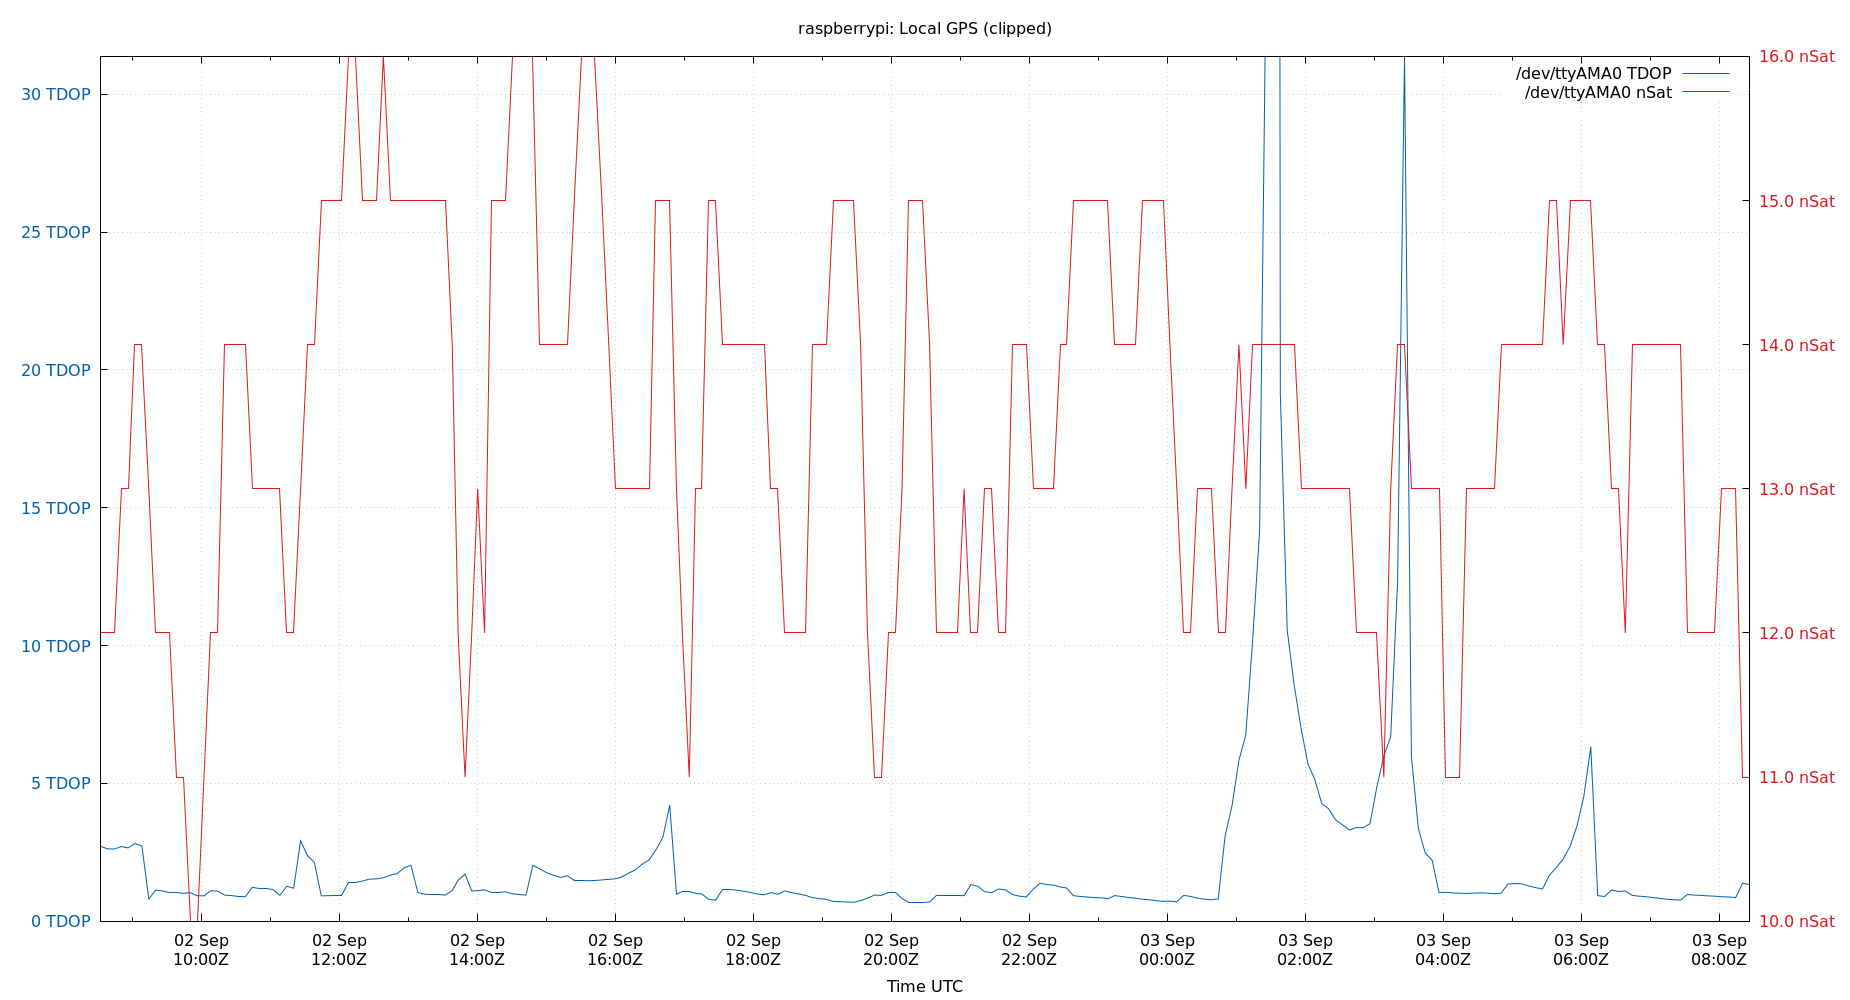 raspberrypi: Local GPS (clipped)
/dev/ttyAMA0 TDOP
/dev/ttyAMA0 nSat
30 TDOP
25 TDOP
20 TDOP
15 TDOP
10 TDOP
5 TDOP
0 TDOP
16.0 nSat
15.0 nSat
14.0 nSat
13.0 nSat
12.0 nSat
11.0 nSat
10.0 nSat
02 Sep 02 Sep 02 Sep 02 Sep 02 Sep 02 Sep 02 Sep 03 Sep 03 Sep 03 Sep 03 Sep 03 Sep
10:00Z 12:00Z 14:00Z 16:00Z 18:00Z 20:00Z 22:00Z 00:00Z 02:00Z 04:00Z 06:00Z 08:00Z
Time UTC